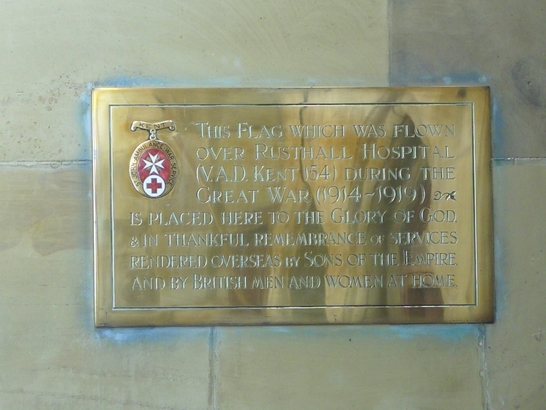 THIS FLAG WHICH WAS FLOWN
OVER RUSTHALL HOSPITAL
(V.A.D. KENT 154) DURING THE
GREAT WAR (1914-1919)
IS PLACED HERE TO THE GLORY OF GOD,
& IN THANKFUL REMEMBRANCE OF SERVICES
RENDERED OVERSEAS BY SONS OF THE EMPIRE
AND BY BRITISH MEN AND WOMEN AT HOME.